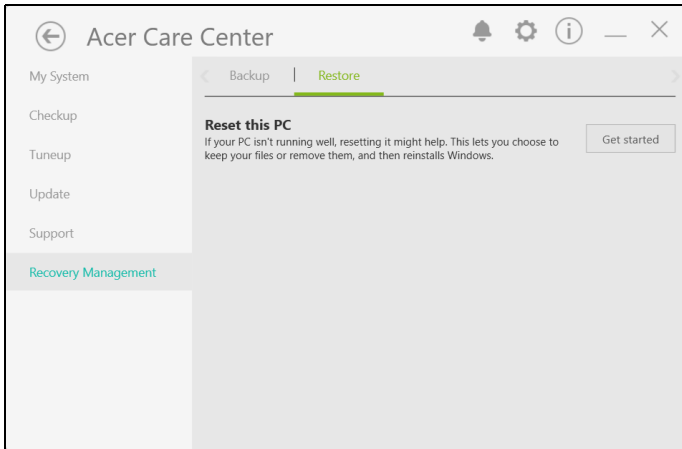 Acer Care Center
My System
Backup | Restore
Checkup
Reset this PC
If your PC isn't running well, resetting it might help. This lets you choose to
keep your files or remove them, and then reinstalls Windows.
Get started
Tuneup
Update
Support
Recovery Management